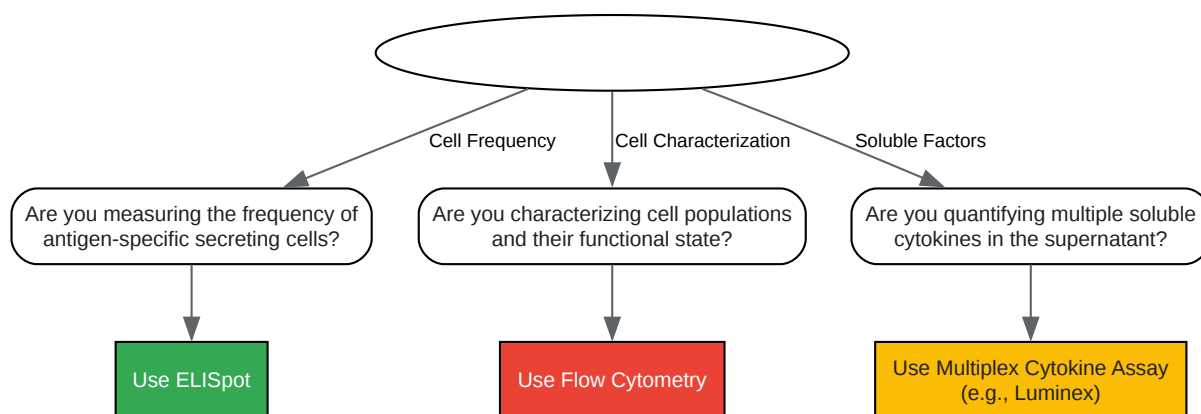 Cell Frequency
Cell Characterization
Soluble Factors
Are you measuring the frequency of
antigen-specific secreting cells?
Are you characterizing cell populations
and their functional state?
Are you quantifying multiple soluble
cytokines in the supernatant?
Use ELISpot
Use Flow Cytometry
Use Multiplex Cytokine Assay
(e.g., Luminex)